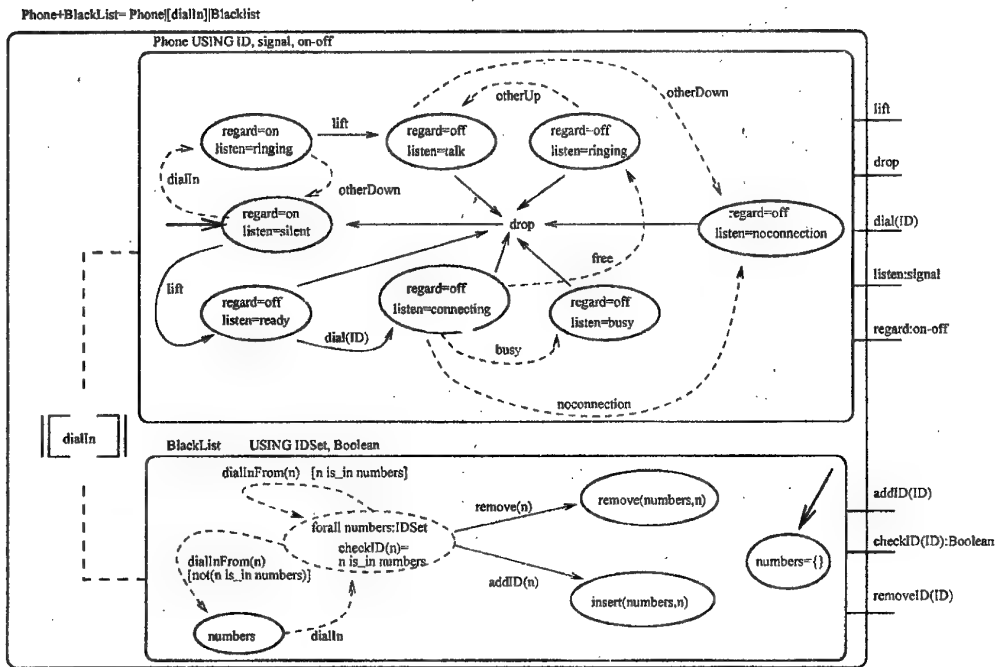 Phone+BlackList= Phone|[dialIn]|Blacklist
Phone USING ID, signal, on-off
otherUp
otherDown
lift
regard=on
listen=ringing
lift
regard=off
listen=talk
regard=off
listen=ringing
drop
dialIn
otherDown
regard=on
listen=silent
drop
regard=off
listen=noconnection
dial(ID)
free
lift
regard=off
listen=ready
regard=off
listen=connecting
regard=off
listen=busy
listen:signal
dial(ID)
busy
regard:on-off
noconnection
dialIn
BlackList USING IDSet, Boolean
dialInFrom(n) [n is_in numbers]
remove(n)
remove(numbers,n)
addID(ID)
forall numbers:IDSet
checkID(n)=
n is_in numbers
dialInFrom(n)
[not(n is_in numbers)]
addID(n)
numbers={}
checkID(ID):Boolean
insert(numbers,n)
removeID(ID)
numbers
dialIn